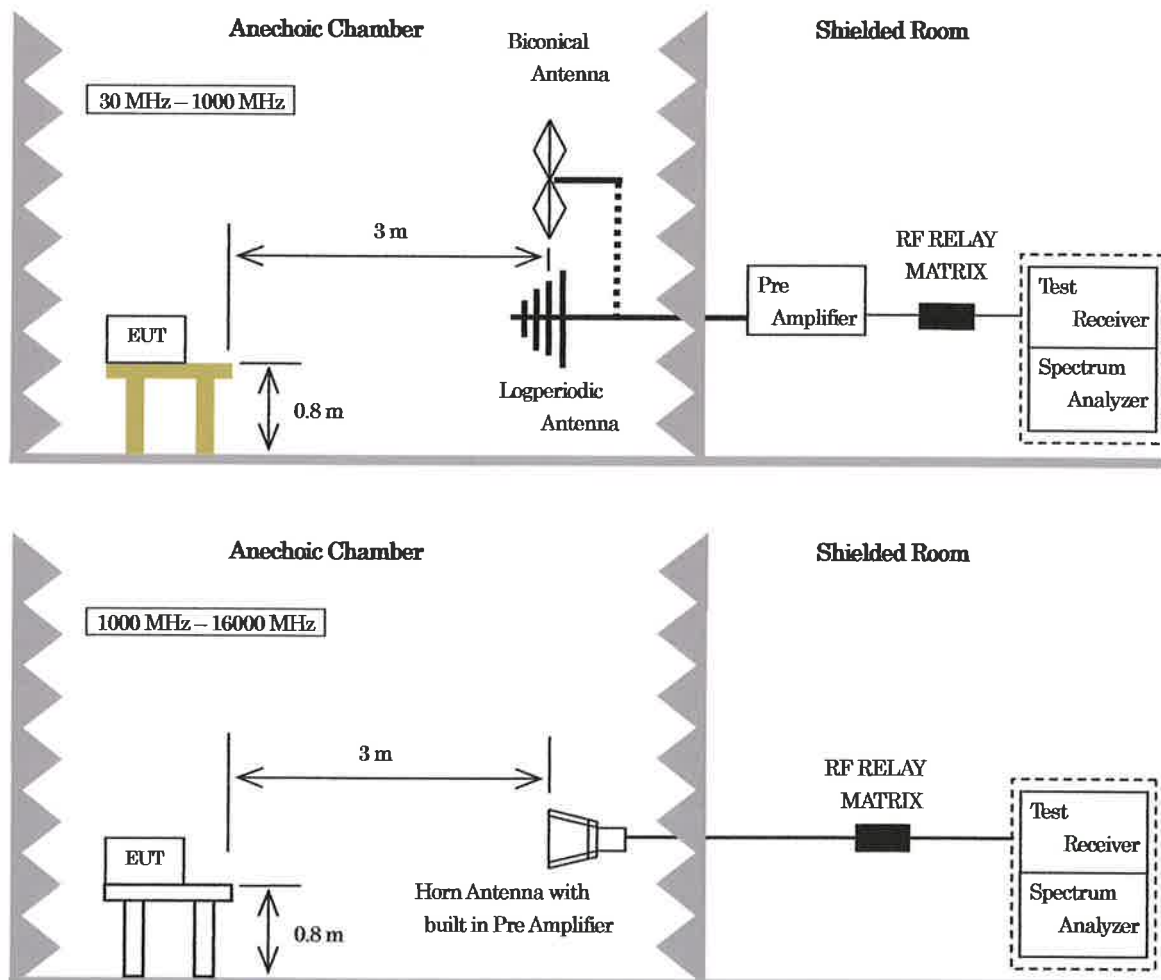 Anechoic Chamber
Shielded Room
Biconical
Antenna
30 MHz – 1000 MHz
3 m
RF RELAY
MATRIX
Pre
Amplifier
Test
Receiver
Spectrum
Analyzer
EUT
0.8 m
Logperiodic
Antenna
Anechoic Chamber
Shielded Room
1000 MHz – 16000 MHz
3 m
RF RELAY
MATRIX
Test
Receiver
Spectrum
Analyzer
EUT
0.8 m
Horn Antenna with
built in Pre Amplifier